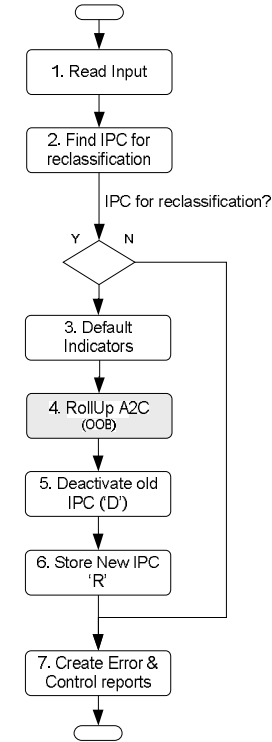 1. Read Input
2. Find IPC for
reclassification
IPC for reclassification?
Y
N
3. Default
Indicators
4. RollUp A2C
(OOB)
5. Deactivate old
IPC ('D')
6. Store New IPC
'R'
7. Create Error &
Control reports